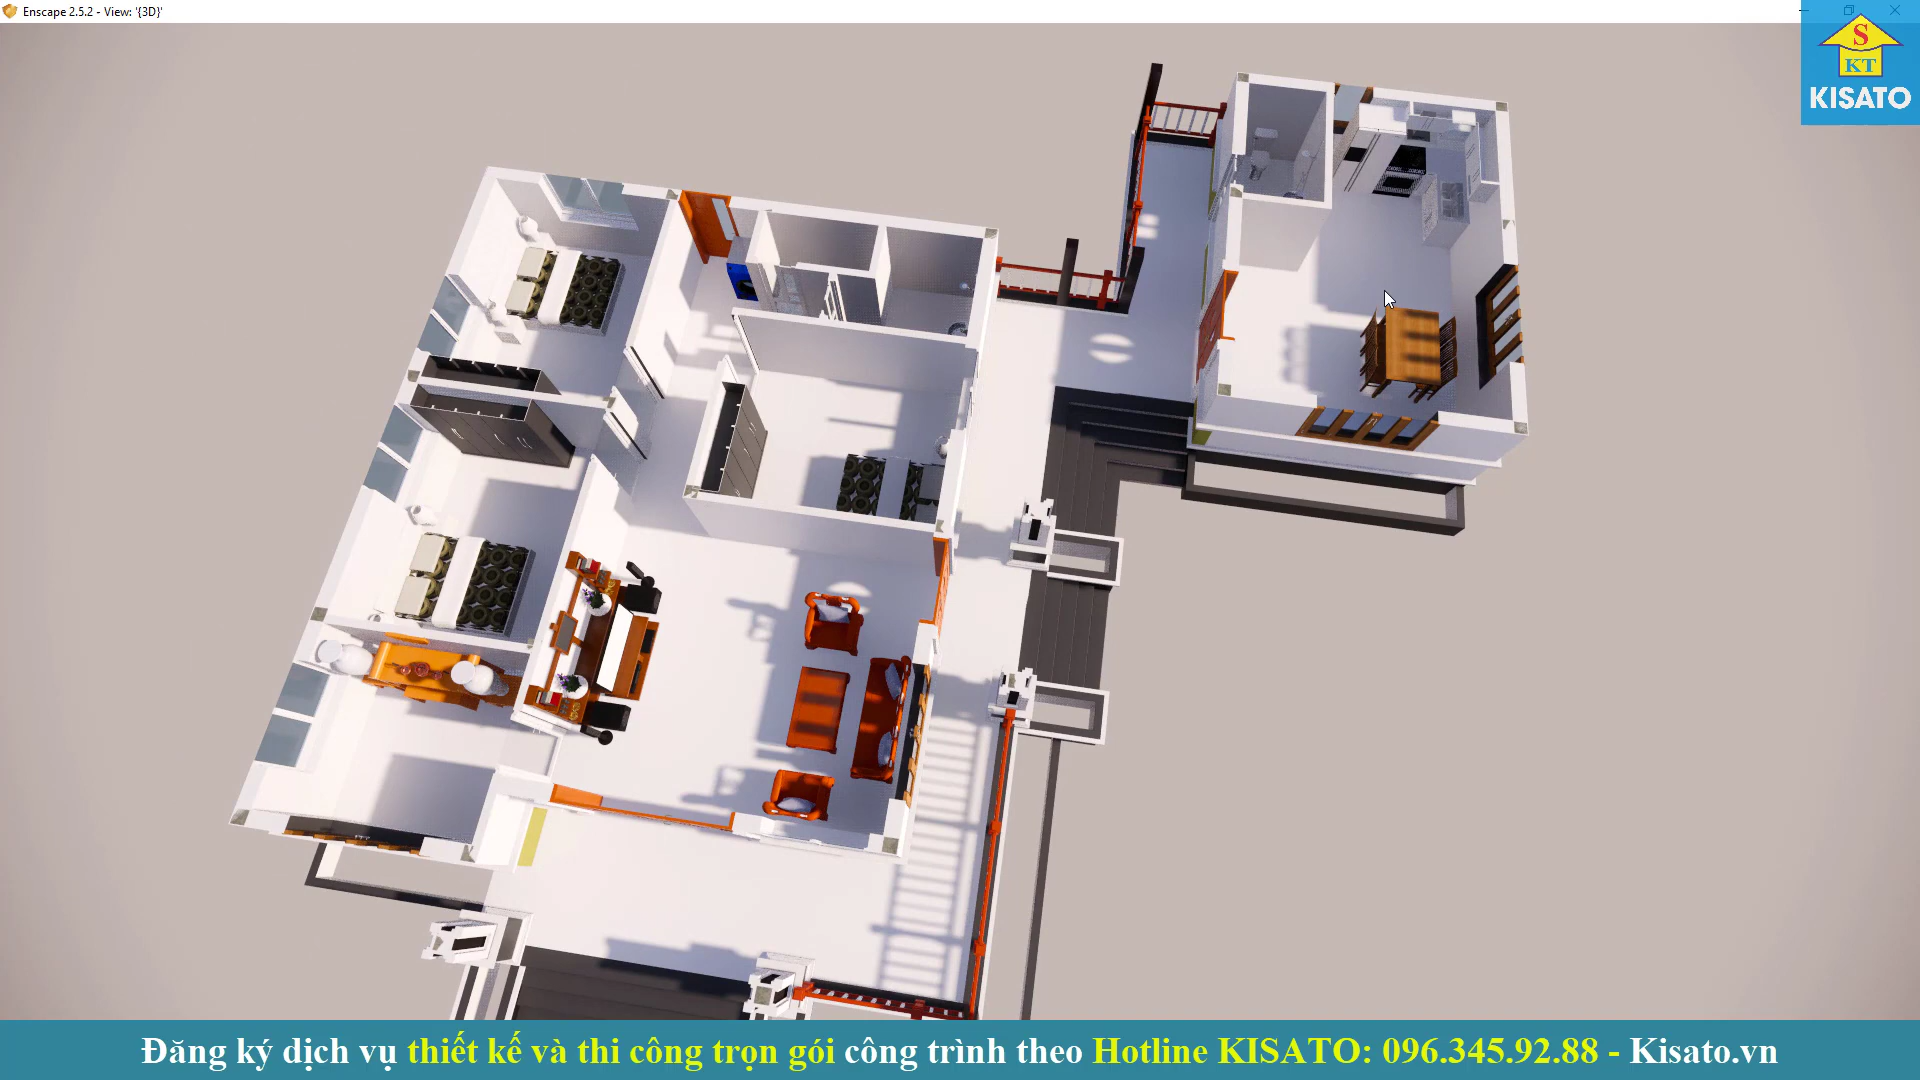 Enscape 2.5.2 - View: '{3D}'
S
KT
KISATO
Đăng ký dịch vụ thiết kế và thi công trọn gói công trình theo Hotline KISATO: 096.345.92.88 - Kisato.vn